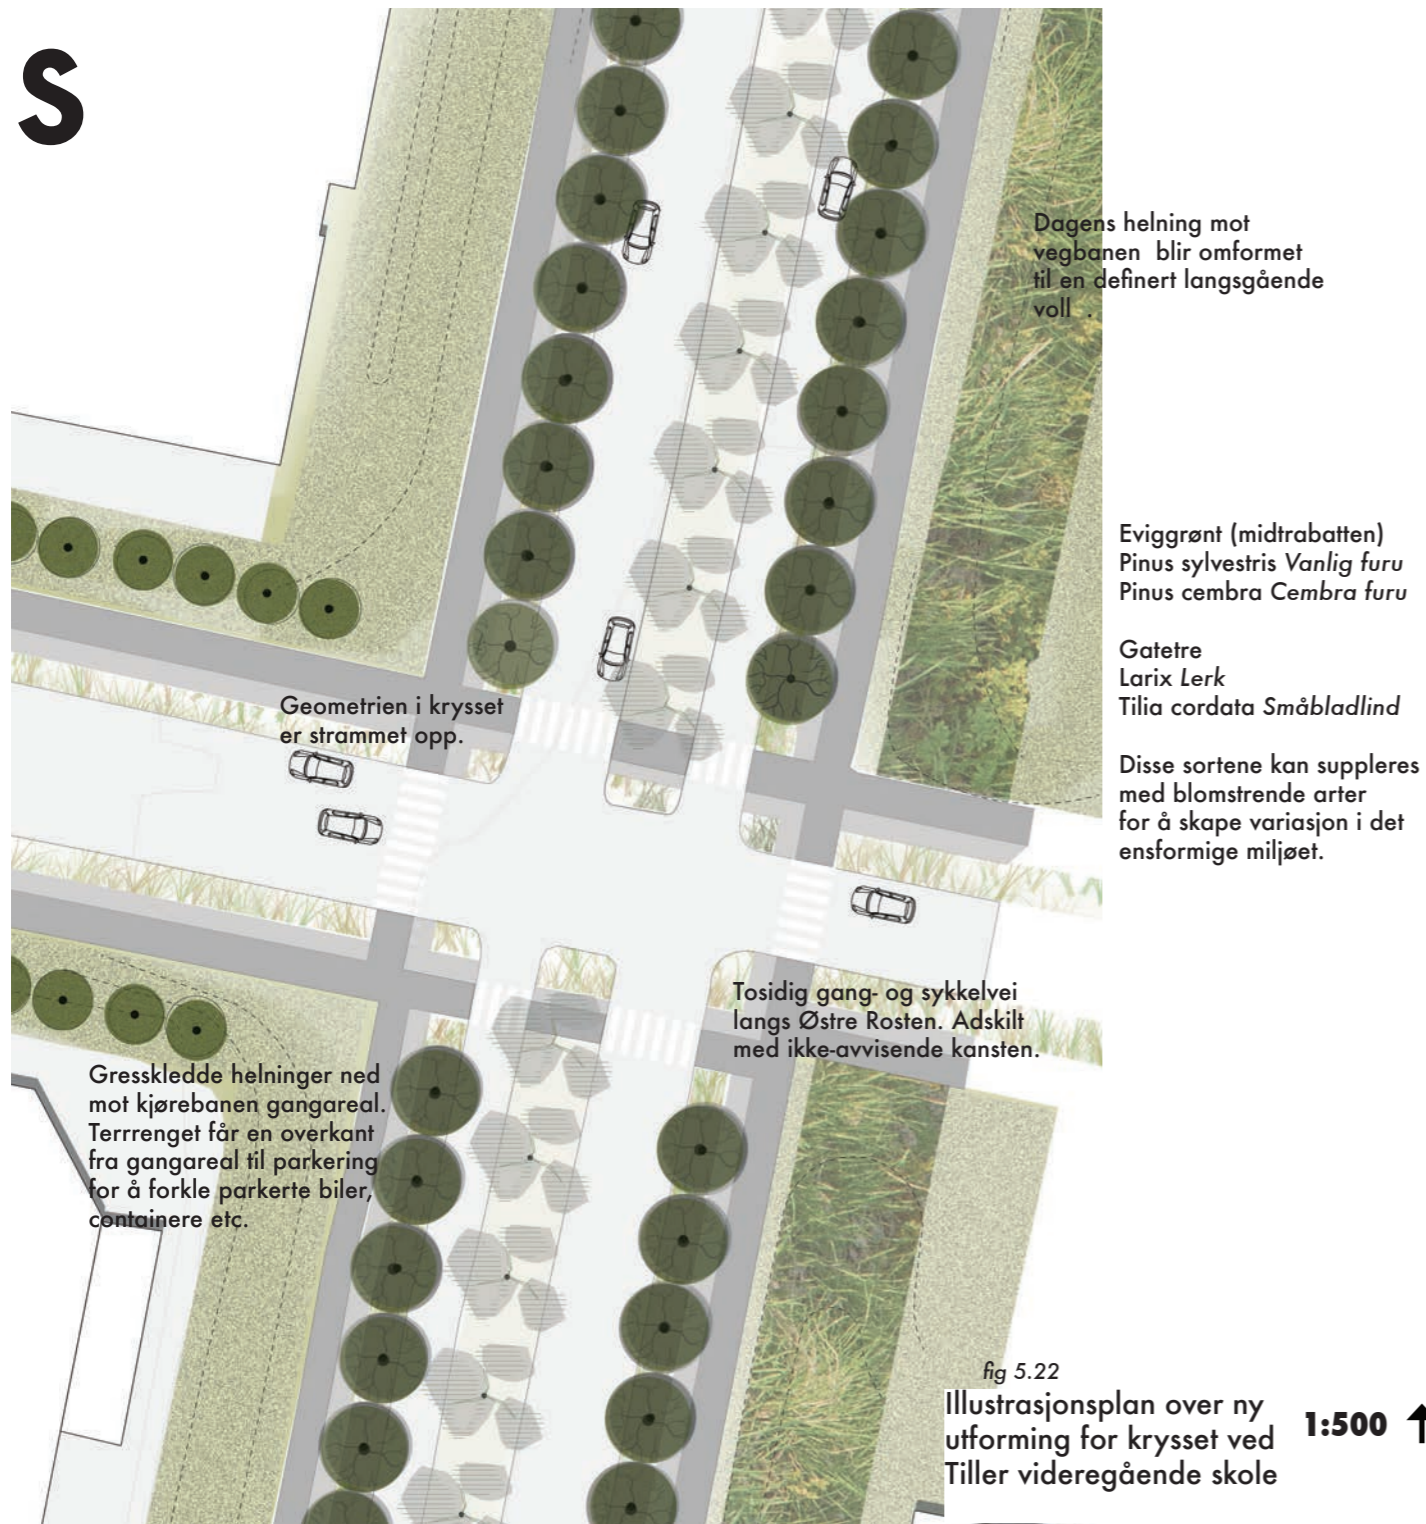 S
Dagens helning mot
vegbanen blir omformet
til en definert langsgående
voll .
Eviggrønt (midtrabatten)
Pinus sylvestris Vanlig furu
Pinus cembra Cembra furu
Gatetre
Larix Lerk
Tilia cordata Småbladlind
Disse sortene kan suppleres
med blomstrende arter
for å skape variasjon i det
ensformige miljøet.
Geometrien i krysset
er strammet opp.
Tosidig gang- og sykkelvei
langs Østre Rosten. Adskilt
med ikke-avvisende kansten.
Gresskledde helninger ned
mot kjørebanen gangareal.
Terrrenget får en overkant
fra gangareal til parkering
for å forkle parkerte biler,
containere etc.
fig 5.22
Illustrasjonsplan over ny
utforming for krysset ved
Tiller videregående skole
1:500